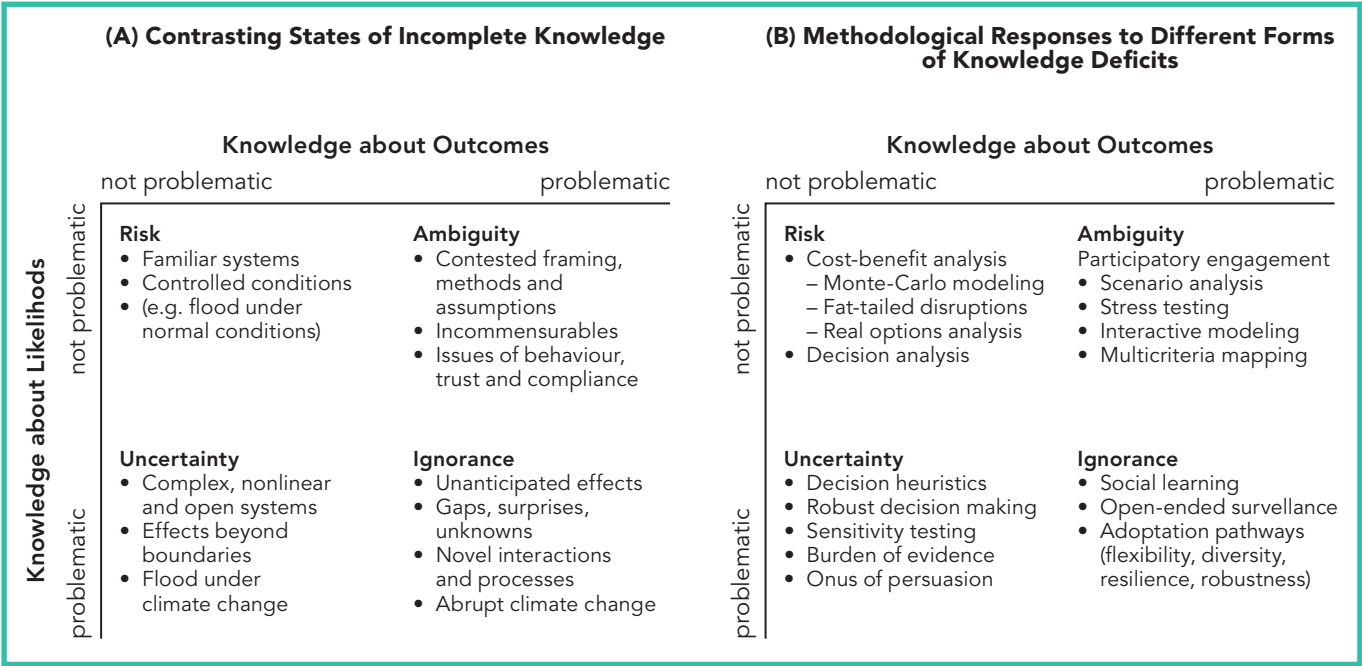 (A) Contrasting States of Incomplete Knowledge
Knowledge about Outcomes
not problematic
problematic
Knowledge about Likelihoods
not problematic
problematic
Risk
• Familiar systems
• Controlled conditions
• (e.g. flood under
normal conditions)
Ambiguity
• Contested framing,
methods and
assumptions
• Incommensurables
• Issues of behaviour,
trust and compliance
Uncertainty
• Complex, nonlinear
and open systems
• Effects beyond
boundaries
• Flood under
climate change
Ignorance
• Unanticipated effects
• Gaps, surprises,
unknowns
• Novel interactions
and processes
• Abrupt climate change
(B) Methodological Responses to Different Forms
of Knowledge Deficits
Knowledge about Outcomes
not problematic
problematic
not problematic
problematic
Risk
• Cost-benefit analysis
– Monte-Carlo modeling
– Fat-tailed disruptions
– Real options analysis
• Decision analysis
Ambiguity
Participatory engagement
• Scenario analysis
• Stress testing
• Interactive modeling
• Multicriteria mapping
Uncertainty
• Decision heuristics
• Robust decision making
• Sensitivity testing
• Burden of evidence
• Onus of persuasion
Ignorance
• Social learning
• Open-ended survellance
• Adoptation pathways
(flexibility, diversity,
resilience, robustness)